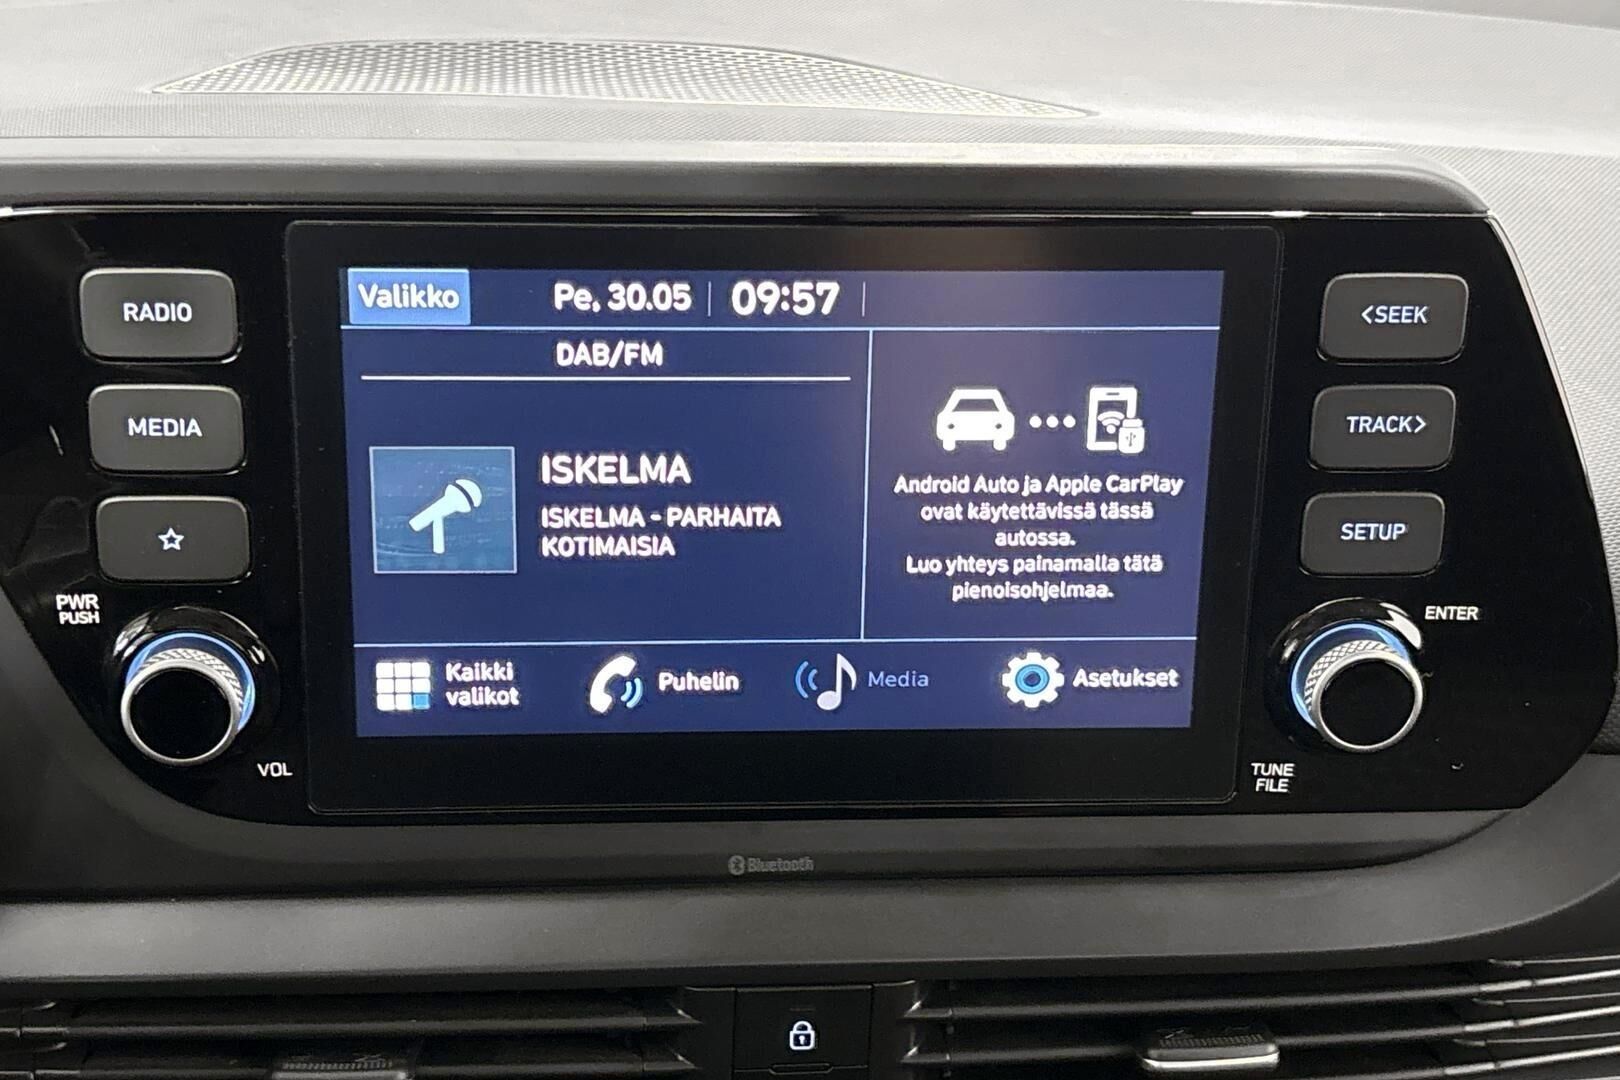 Valikko
Pe, 30.05
09:57
DAB/FM
ISKELMA
ISKELMA - PARHAITA
KOTIMAISIA
Android Auto ja Apple CarPlay
ovat käytettävissä tässä
autossa.
Luo yhteys painamalla tätä
pienoisohjelmaa.
Kaikki
valikot
Puhelin
Media
Asetukset
RADIO
MEDIA
PWR
PUSH
VOL
<SEEK
TRACK>
SETUP
ENTER
TUNE
FILE
Bluetooth